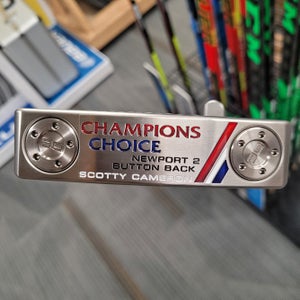 CHAMPIONS
CHOICE
NEWPORT 2
BUTTON BACK
SCOTTY CAMERON